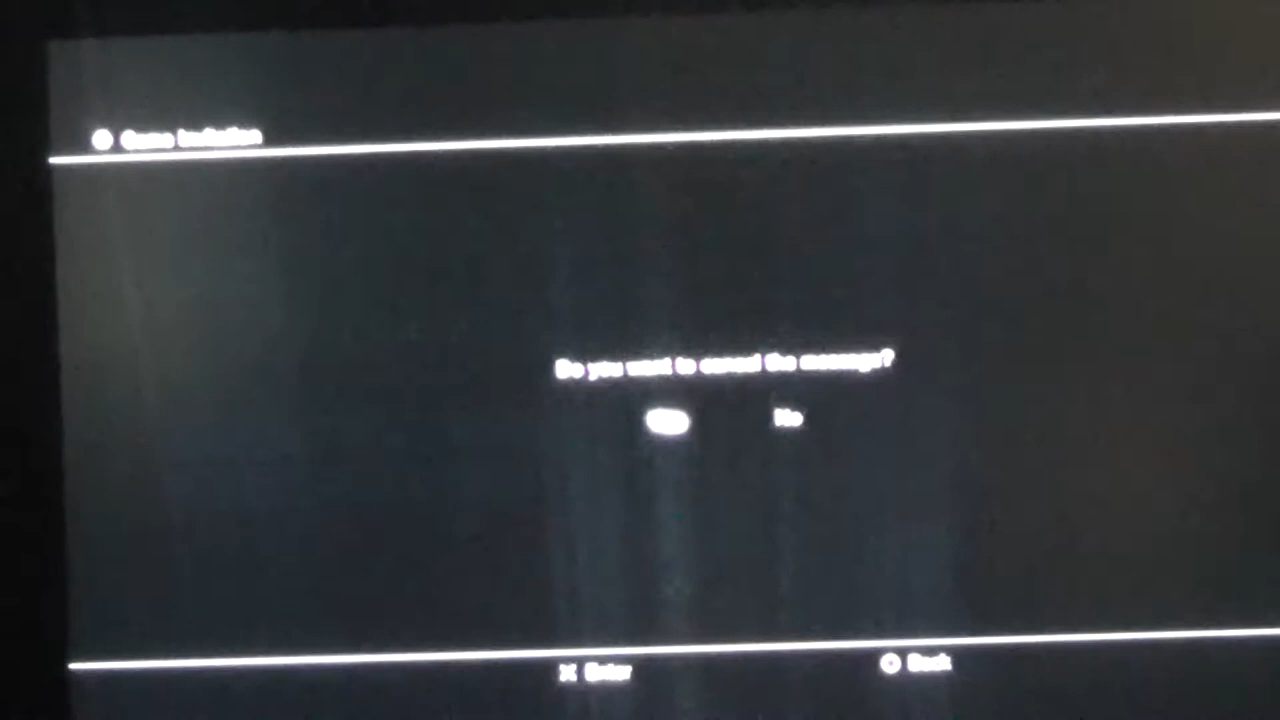 Game Invitation
Do you want to cancel the message?
No
Enter
Back